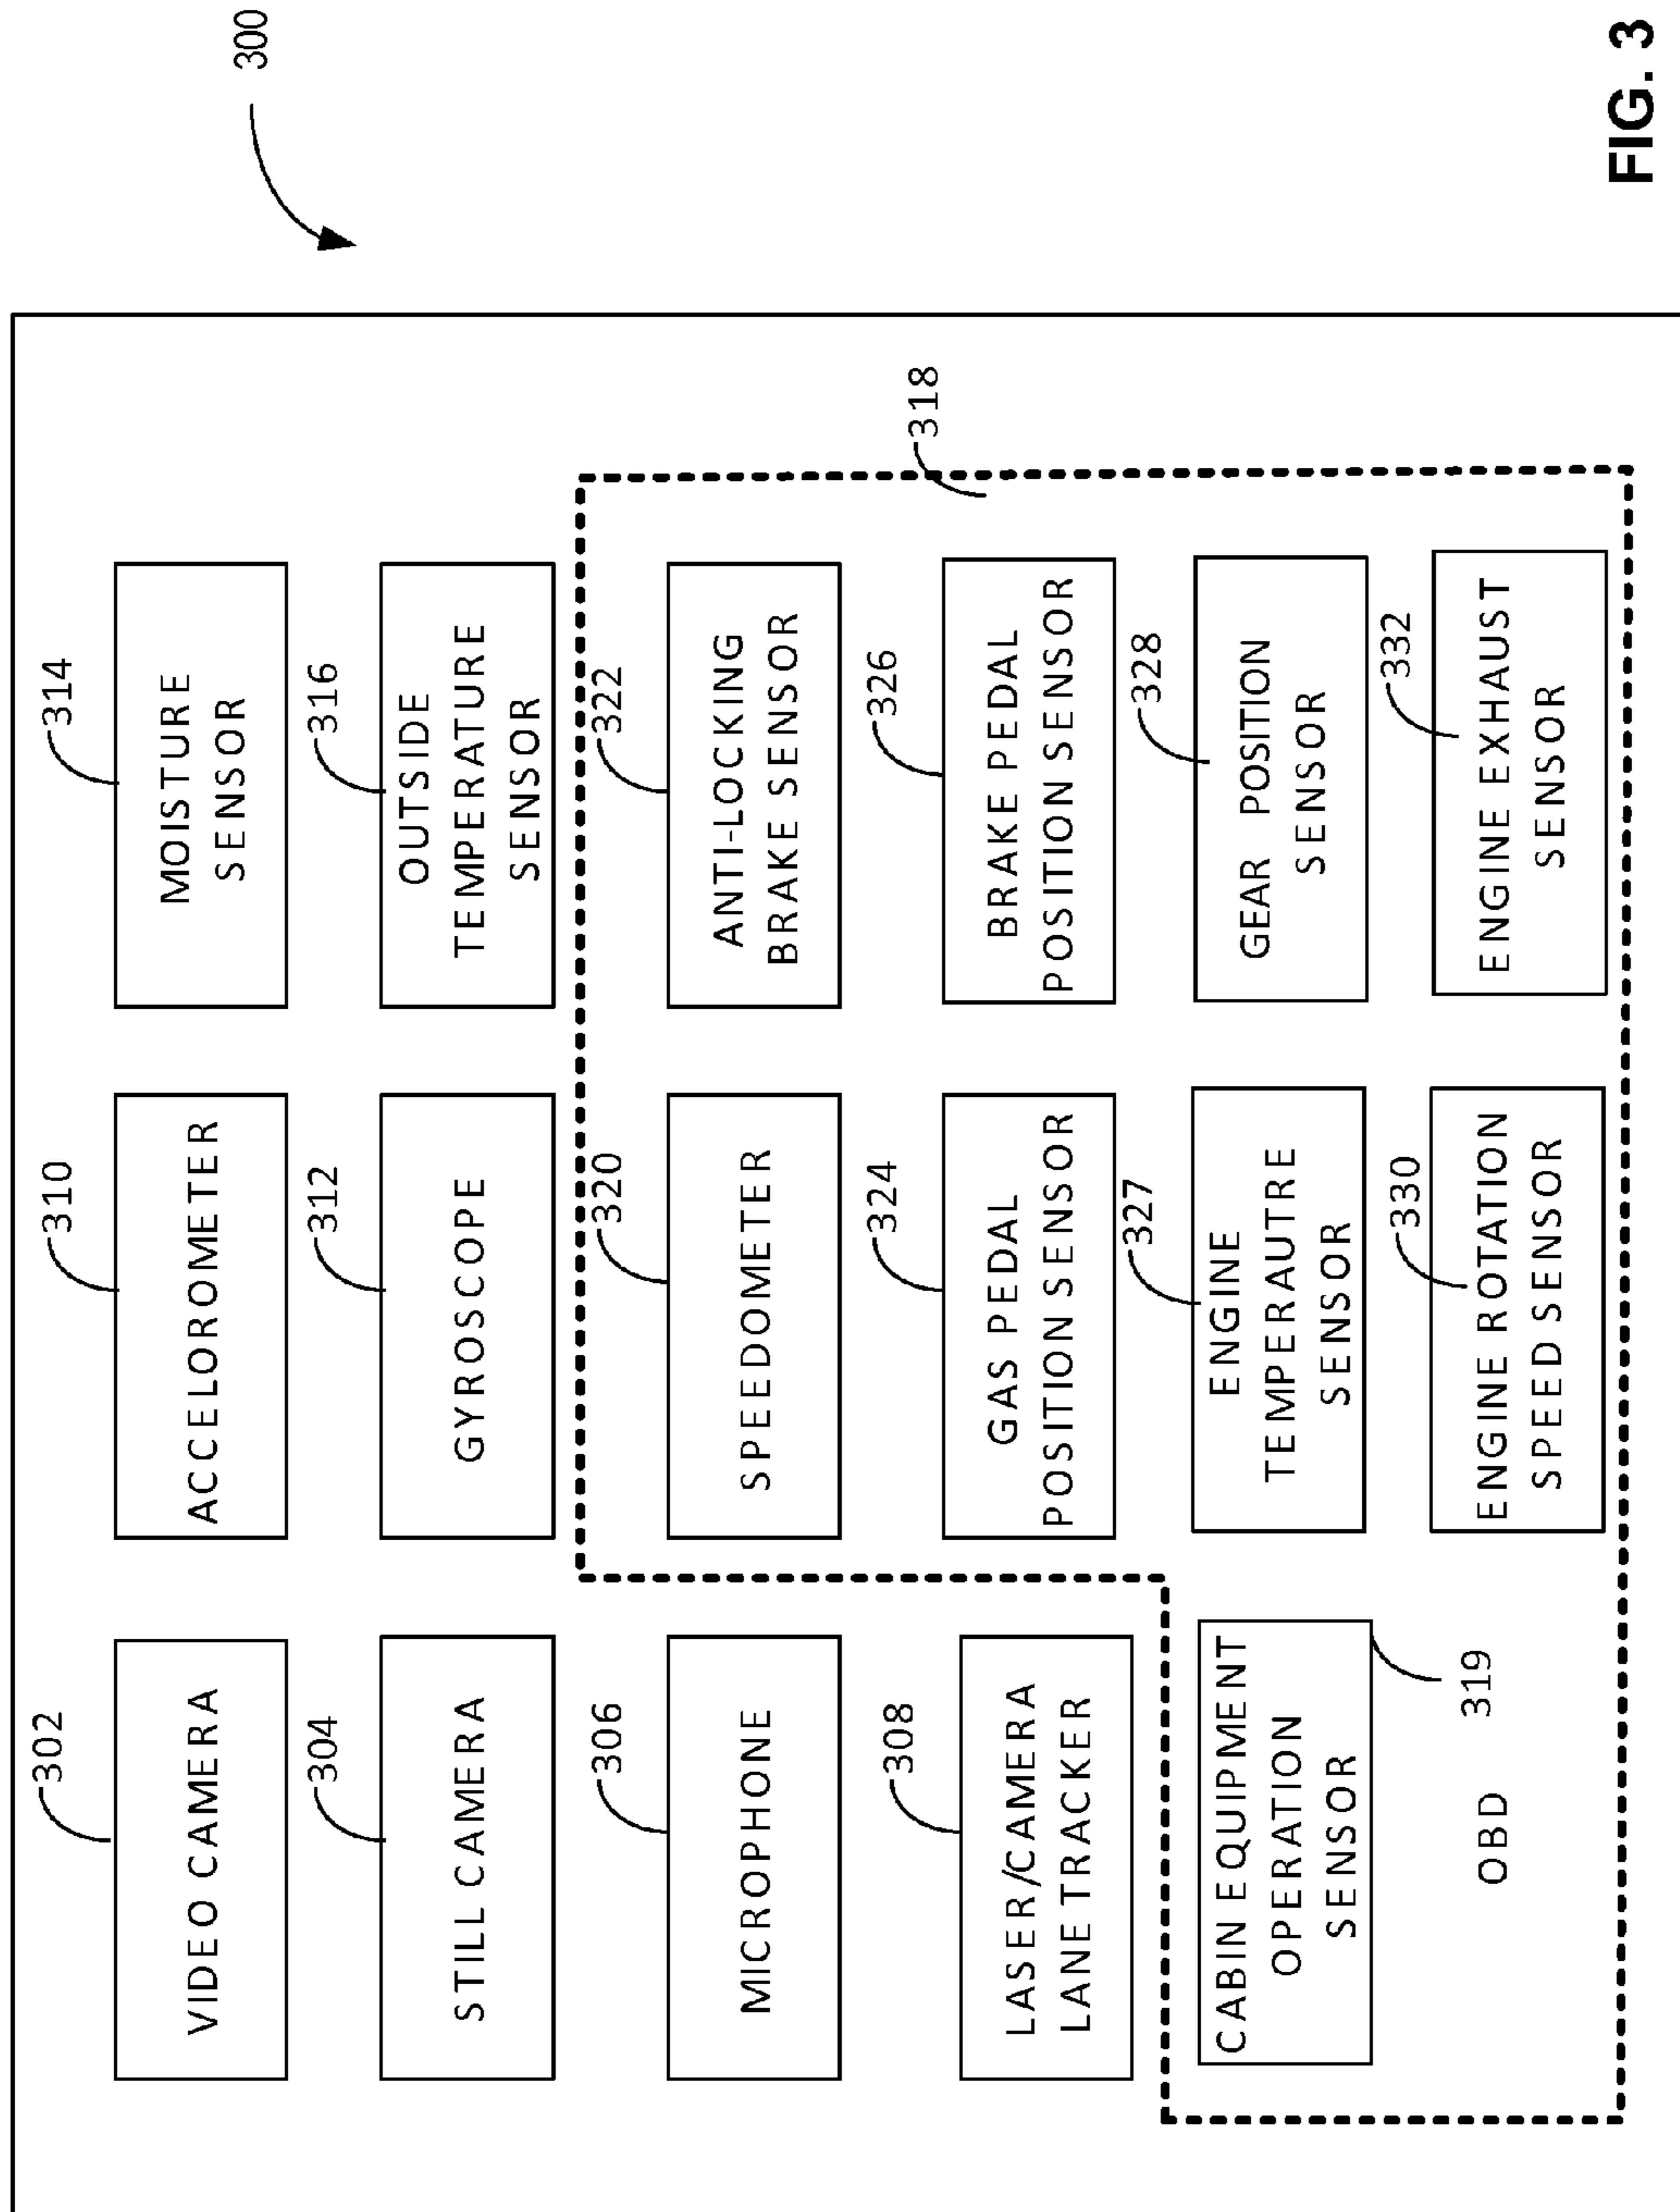 300
302
VIDEO CAMERA
310
ACCELOROMETER
314
MOISTURE
SENSOR
304
STILL CAMERA
312
GYROSCOPE
316
OUTSIDE
TEMPERATURE
SENSOR
306
MICROPHONE
320
SPEEDOMETER
322
ANTI-LOCKING
BRAKE SENSOR
308
LASER/CAMERA
LANE TRACKER
324
GAS PEDAL
POSITION SENSOR
326
BRAKE PEDAL
POSITION SENSOR
318
CABIN EQUIPMENT
OPERATION
SENSOR
319
327
ENGINE
TEMPERAUTRE
SENSOR
328
GEAR POSITION
SENSOR
OBD
330
ENGINE ROTATION
SPEED SENSOR
332
ENGINE EXHAUST
SENSOR
FIG. 3